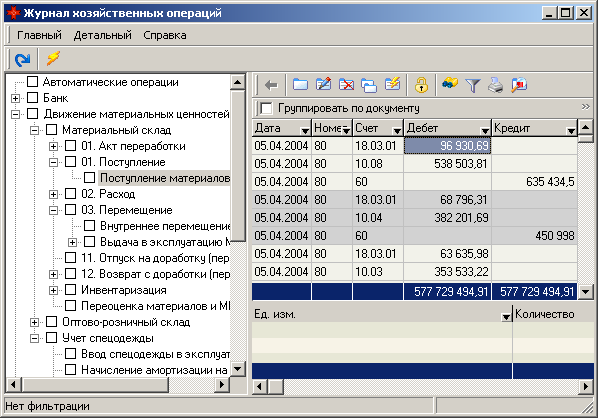 Журнал хозяйственных операций
Главный Детальный Справка
Автоматические операции
Банк
Движение материальных ценностей
Материальный склад
01. Акт переработки
01. Поступление
Поступление материалов
02. Расход
03. Перемещение
Внутреннее перемещение
Выдача в эксплуатацию М
11. Отпуск на доработку (пер
12. Возврат с доработки (пер
Инвентаризация
Переоценка материалов и МI
Оптово-розничный склад
Учет спецодежды
Ввод спецодежды в эксплуат
Начисление амортизации на
Группировать по документу
Дата Номе Счет Дебет Кредит
05.04.2004 80 18.03.01 96 930,69
05.04.2004 80 10.08 538 503,81
05.04.2004 80 60 635 434,5
05.04.2004 80 18.03.01 68 796,31
05.04.2004 80 10.04 382 201,69
05.04.2004 80 60 450 998
05.04.2004 80 18.03.01 63 635,98
05.04.2004 80 10.03 353 533,22
577 729 494,91 577 729 494,91
Ед. изм. Количество
Нет фильтрации